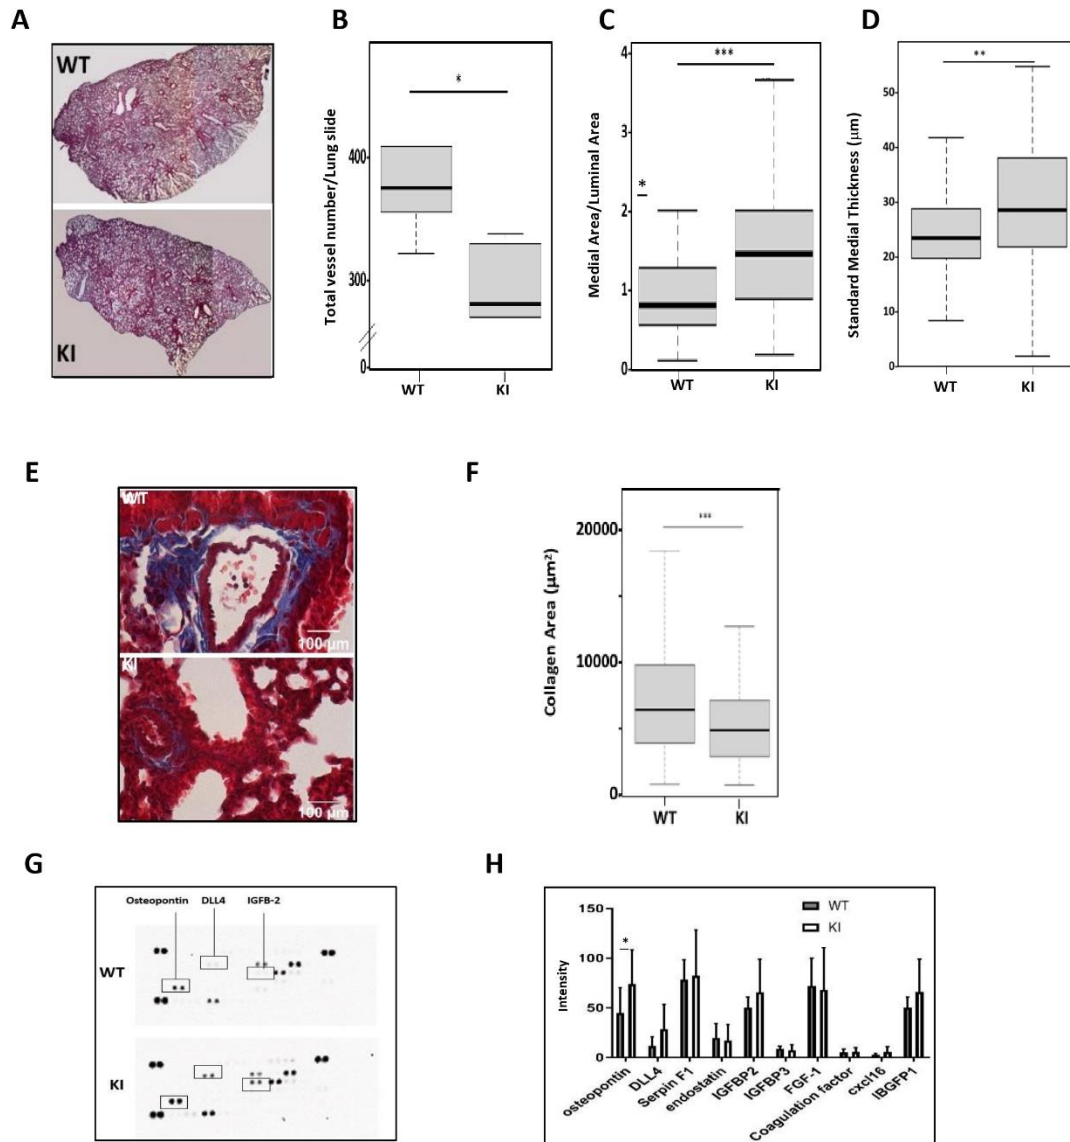 A
WT
KI
B
Total vessel number/Lung slide
400
300
0
*
WT
KI
C
Medial Area/Luminal Area
4
3
2
1
0
***
*
WT
KI
D
Standard Medial Thickness (µm)
50
40
30
20
10
0
**
WT
KI
E
WT
100 µm
KI
100 µm
F
Collagen Area (µm²)
20000
10000
0
***
WT
KI
G
Osteopontin DLL4 IGFB-2
WT
KI
H
Intensity
150
100
50
0
*
WT
KI
osteopontin
DLL4
Serpin F1
endostatin
IGFBP2
IGFBP3
FGF-1
Coagulation factor
cxcl16
IBGFP1